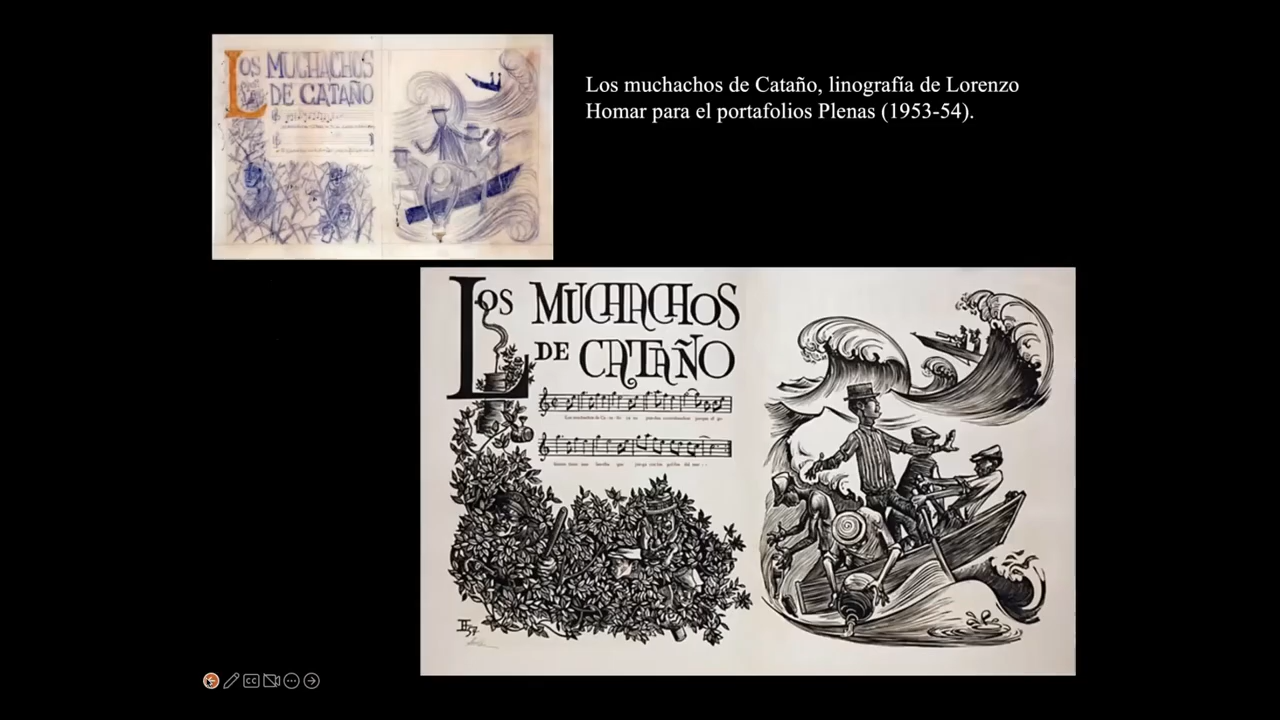 LOS MUCHACHOS
DE CATAÑO
Los muchachos de Cataño, linografía de Lorenzo
Homar para el portafolios Plenas (1953-54).
LOS MUCHACHOS
DE CATAÑO